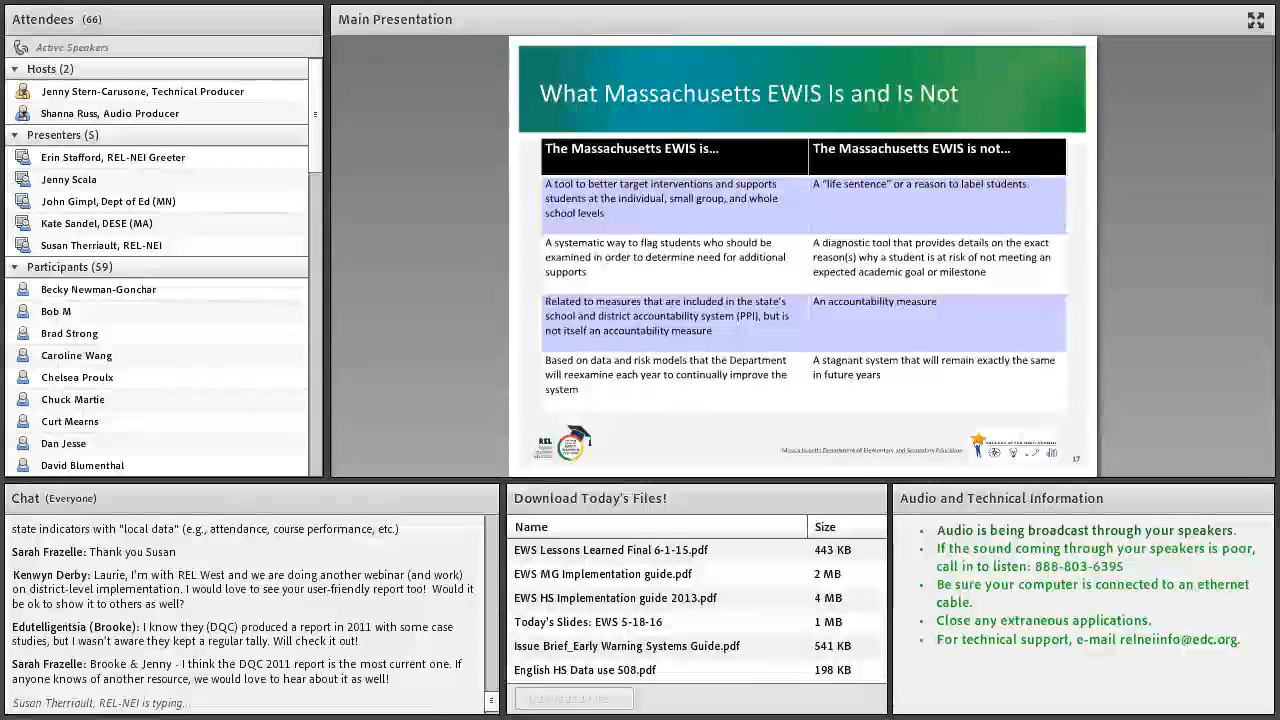 Attendees (66)
Active Speakers
Hosts (2)
Jenny Stern-Carusone, Technical Producer
Shanna Russ, Audio Producer
Presenters (5)
Erin Stafford, REL-NEI Greeter
Jenny Scala
John Gimpl, Dept of Ed (MN)
Kate Sandel, DESE (MA)
Susan Therriault, REL-NEI
Participants (59)
Becky Newman-Gonchar
Bob M
Brad Strong
Caroline Wang
Chelsea Proulx
Chuck Martie
Curt Mearns
Dan Jesse
David Blumenthal
Main Presentation
What Massachusetts EWIS Is and Is Not
The Massachusetts EWIS is...
The Massachusetts EWIS is not...
A tool to better target interventions and supports
students at the individual, small group, and whole
school levels
A "life sentence" or a reason to label students.
A systematic way to flag students who should be
examined in order to determine need for additional
supports
A diagnostic tool that provides details on the exact
reason(s) why a student is at risk of not meeting an
expected academic goal or milestone
Related to measures that are included in the state's
school and district accountability system (PPI), but is
not itself an accountability measure
An accountability measure
Based on data and risk models that the Department
will reexamine each year to continually improve the
system
A stagnant system that will remain exactly the same
in future years
REL
Massachusetts Department of Elementary and Secondary Education
17
Chat (Everyone)
state indicators with "local data" (e.g., attendance, course performance, etc.)
Sarah Frazelle: Thank you Susan
Kenwyn Derby: Laurie, I'm with REL West and we are doing another webinar (and work)
on district-level implementation. I would love to see your user-friendly report too! Would it
be ok to show it to others as well?
Edutelligentsia (Brooke): I know they (DQC) produced a report in 2011 with some case
studies, but I wasn't aware they kept a regular tally. Will check it out!
Sarah Frazelle: Brooke & Jenny - I think the DQC 2011 report is the most current one. If
anyone knows of another resource, we would love to hear about it as well!
Susan Therriault, REL-NEI is typing...
Download Today's Files!
Name Size
EWS Lessons Learned Final 6-1-15.pdf 443 KB
EWS MG Implementation guide.pdf 2 MB
EWS HS Implementation guide 2013.pdf 4 MB
Today's Slides: EWS 5-18-16 1 MB
Issue Brief_Early Warning Systems Guide.pdf 541 KB
English HS Data use 508.pdf 198 KB
Audio and Technical Information
• Audio is being broadcast through your speakers.
• If the sound coming through your speakers is poor,
call in to listen: 888-803-6395
• Be sure your computer is connected to an ethernet
cable.
• Close any extraneous applications.
• For technical support, e-mail relneiinfo@edc.org.